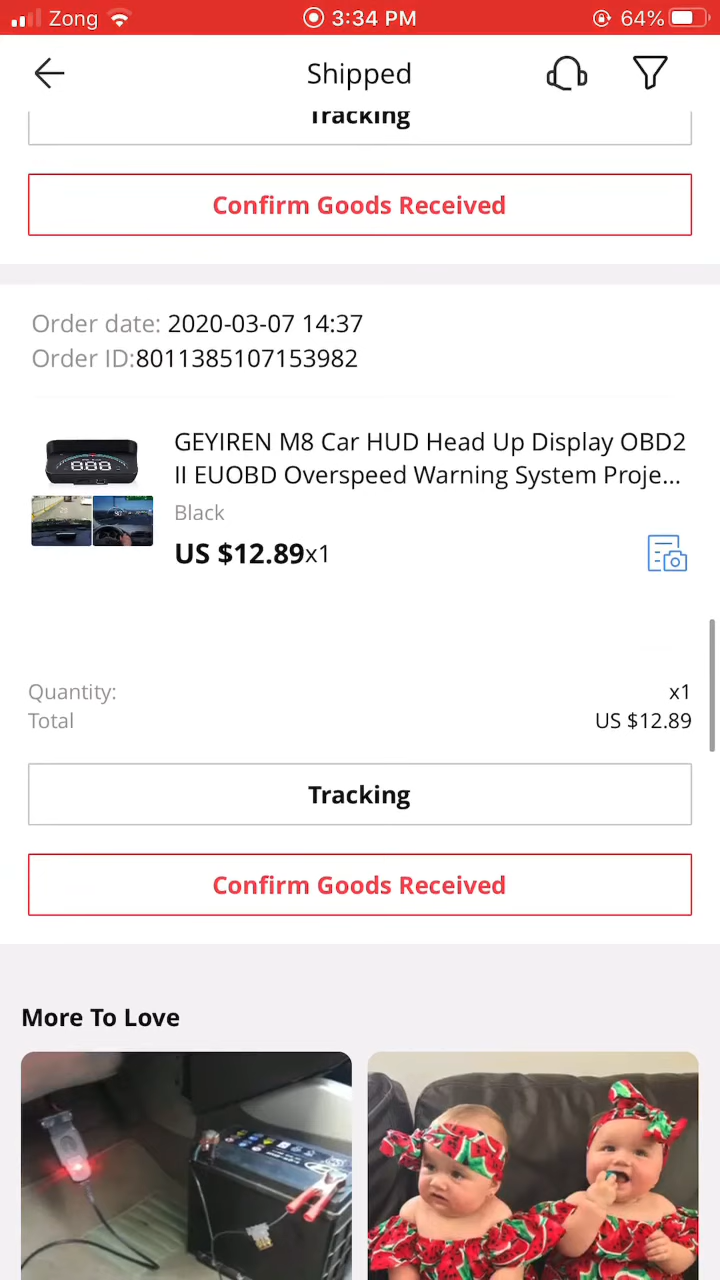 Zong
3:34 PM
64%
Shipped
Tracking
Confirm Goods Received
Order date: 2020-03-07 14:37
Order ID:8011385107153982
GEYIREN M8 Car HUD Head Up Display OBD2
II EUOBD Overspeed Warning System Proje...
Black
US $12.89x1
Quantity: x1
Total US $12.89
Tracking
Confirm Goods Received
More To Love